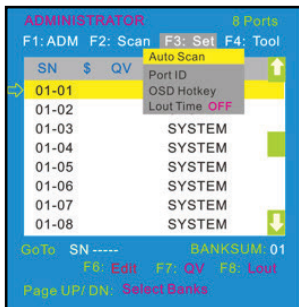 ADMINISTRATOR 8 Ports
F1: ADM F2: Scan F3: Set F4: Tool
SN $ QV
Auto Scan
Port ID
OSD Hotkey
Lout Time OFF
01-01
01-02
01-03 SYSTEM
01-04 SYSTEM
01-05 SYSTEM
01-06 SYSTEM
01-07 SYSTEM
01-08 SYSTEM
GoTo SN ----- BANKSUM: 01
F6: Edit F7: QV F8: Lout
Page UP/ DN: Select Banks